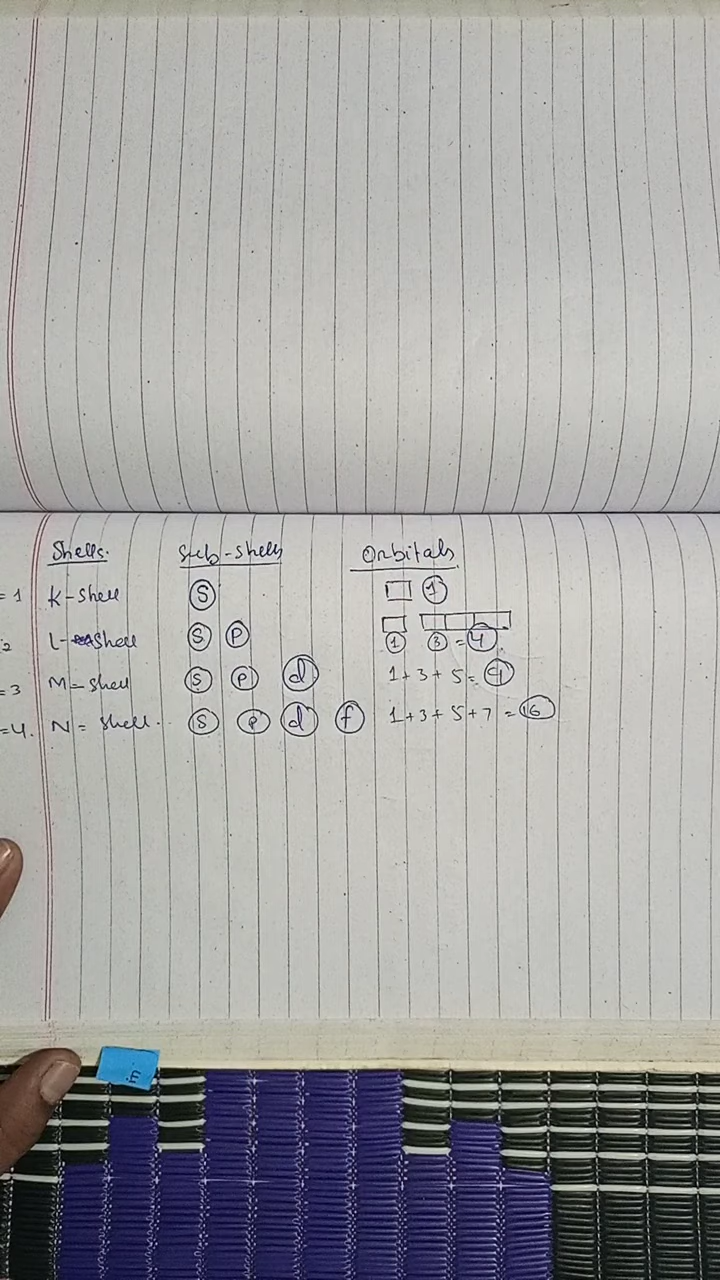 Shells. Sub-shells Orbitals
=1 K-shell S 1
2 L-shell S P 1 3 = 4
=3 M-shell S P d 1+3+5= 9
=4. N= shell.. S P d f 1+3+5+7 = 16